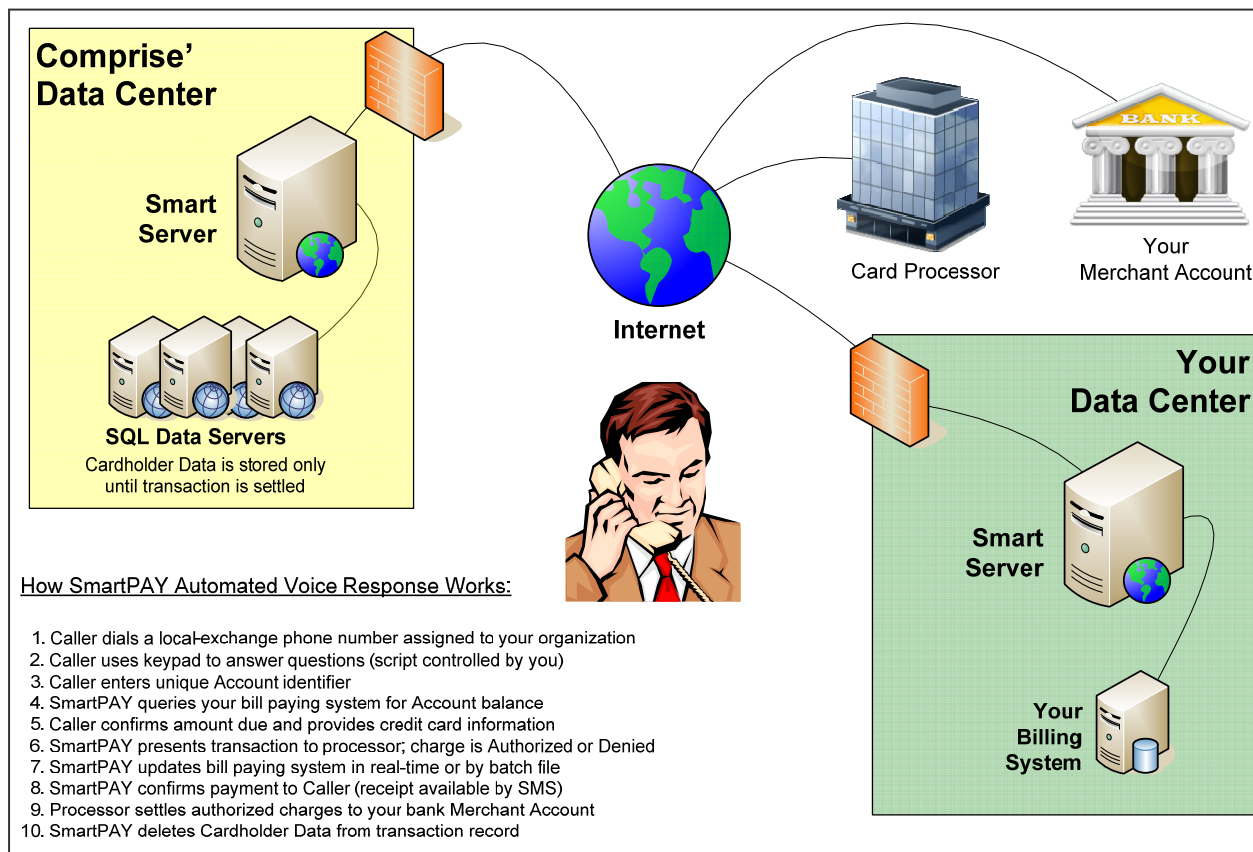 Comprise’
Data Center
Smart
Server
SQL Data Servers
Cardholder Data is stored only
until transaction is settled
Internet
Card Processor
BANK
Your
Merchant Account
Your
Data Center
Smart
Server
Your
Billing
System
How SmartPAY Automated Voice Response Works:
1. Caller dials a local-exchange phone number assigned to your organization
2. Caller uses keypad to answer questions (script controlled by you)
3. Caller enters unique Account identifier
4. SmartPAY queries your bill paying system for Account balance
5. Caller confirms amount due and provides credit card information
6. SmartPAY presents transaction to processor; charge is Authorized or Denied
7. SmartPAY updates bill paying system in real-time or by batch file
8. SmartPAY confirms payment to Caller (receipt available by SMS)
9. Processor settles authorized charges to your bank Merchant Account
10. SmartPAY deletes Cardholder Data from transaction record